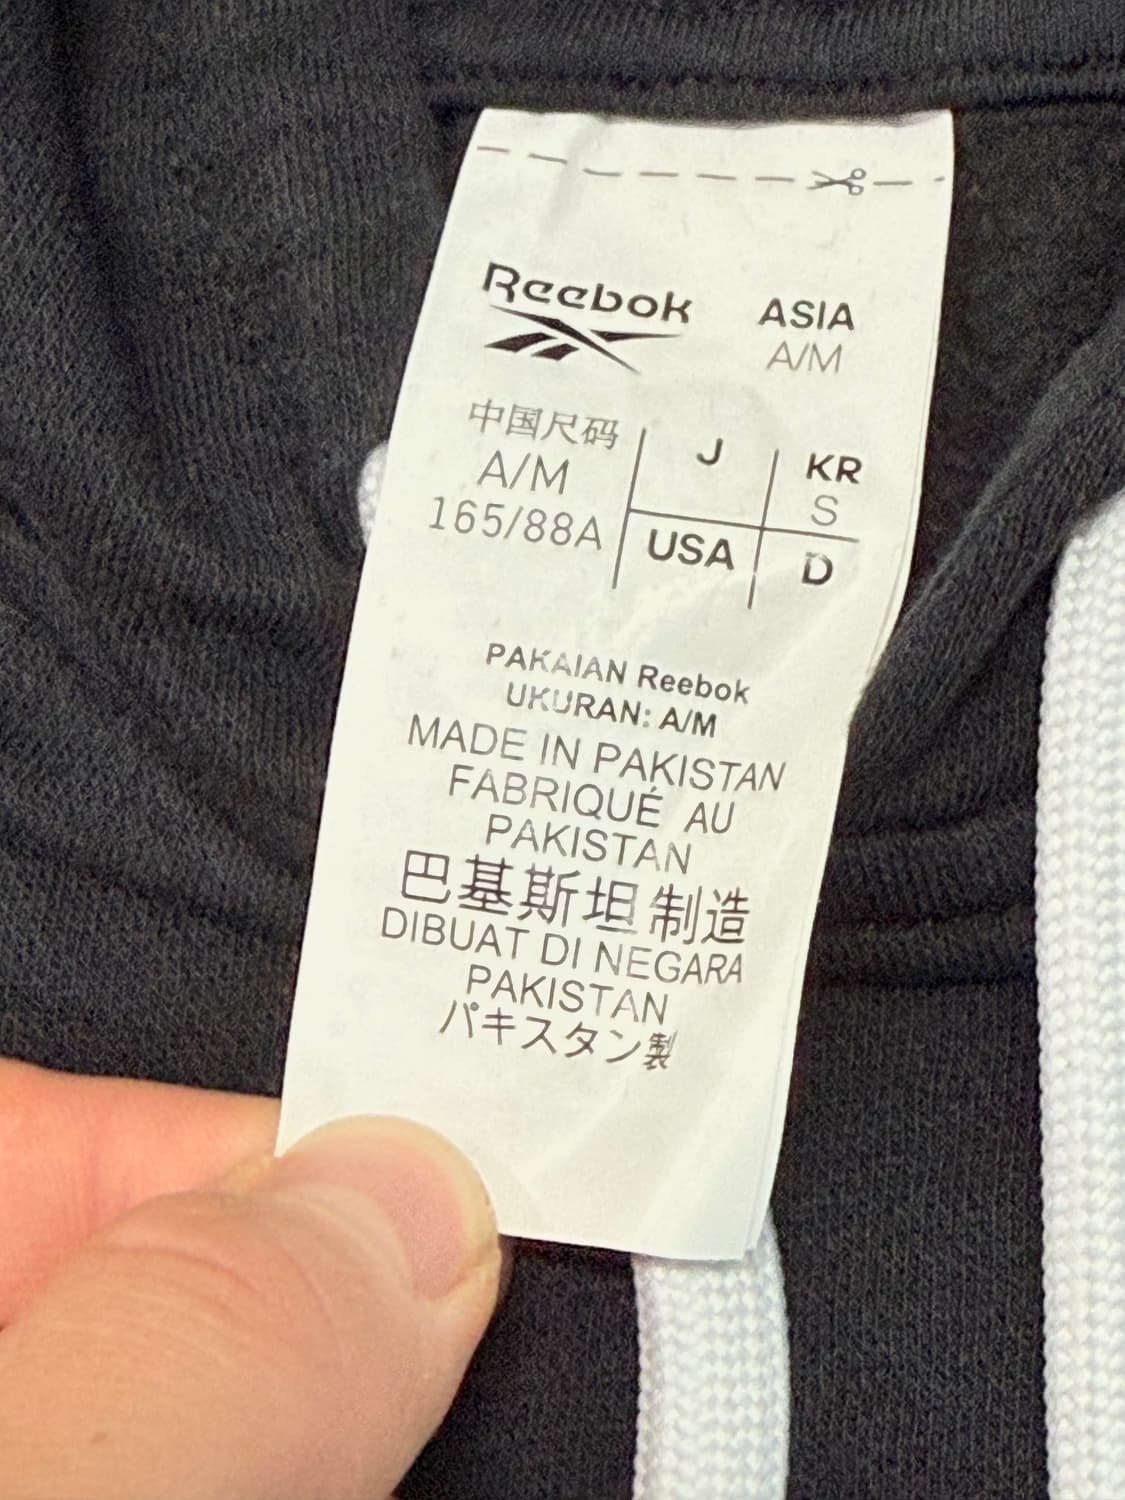 Reebok
ASIA
A/M
中国尺码
A/M
165/88A
J
KR
S
USA
D
PAKAIAN Reebok
UKURAN: A/M
MADE IN PAKISTAN
FABRIQUÉ AU
PAKISTAN
巴基斯坦制造
DIBUAT DI NEGARA
PAKISTAN
パキスタン製